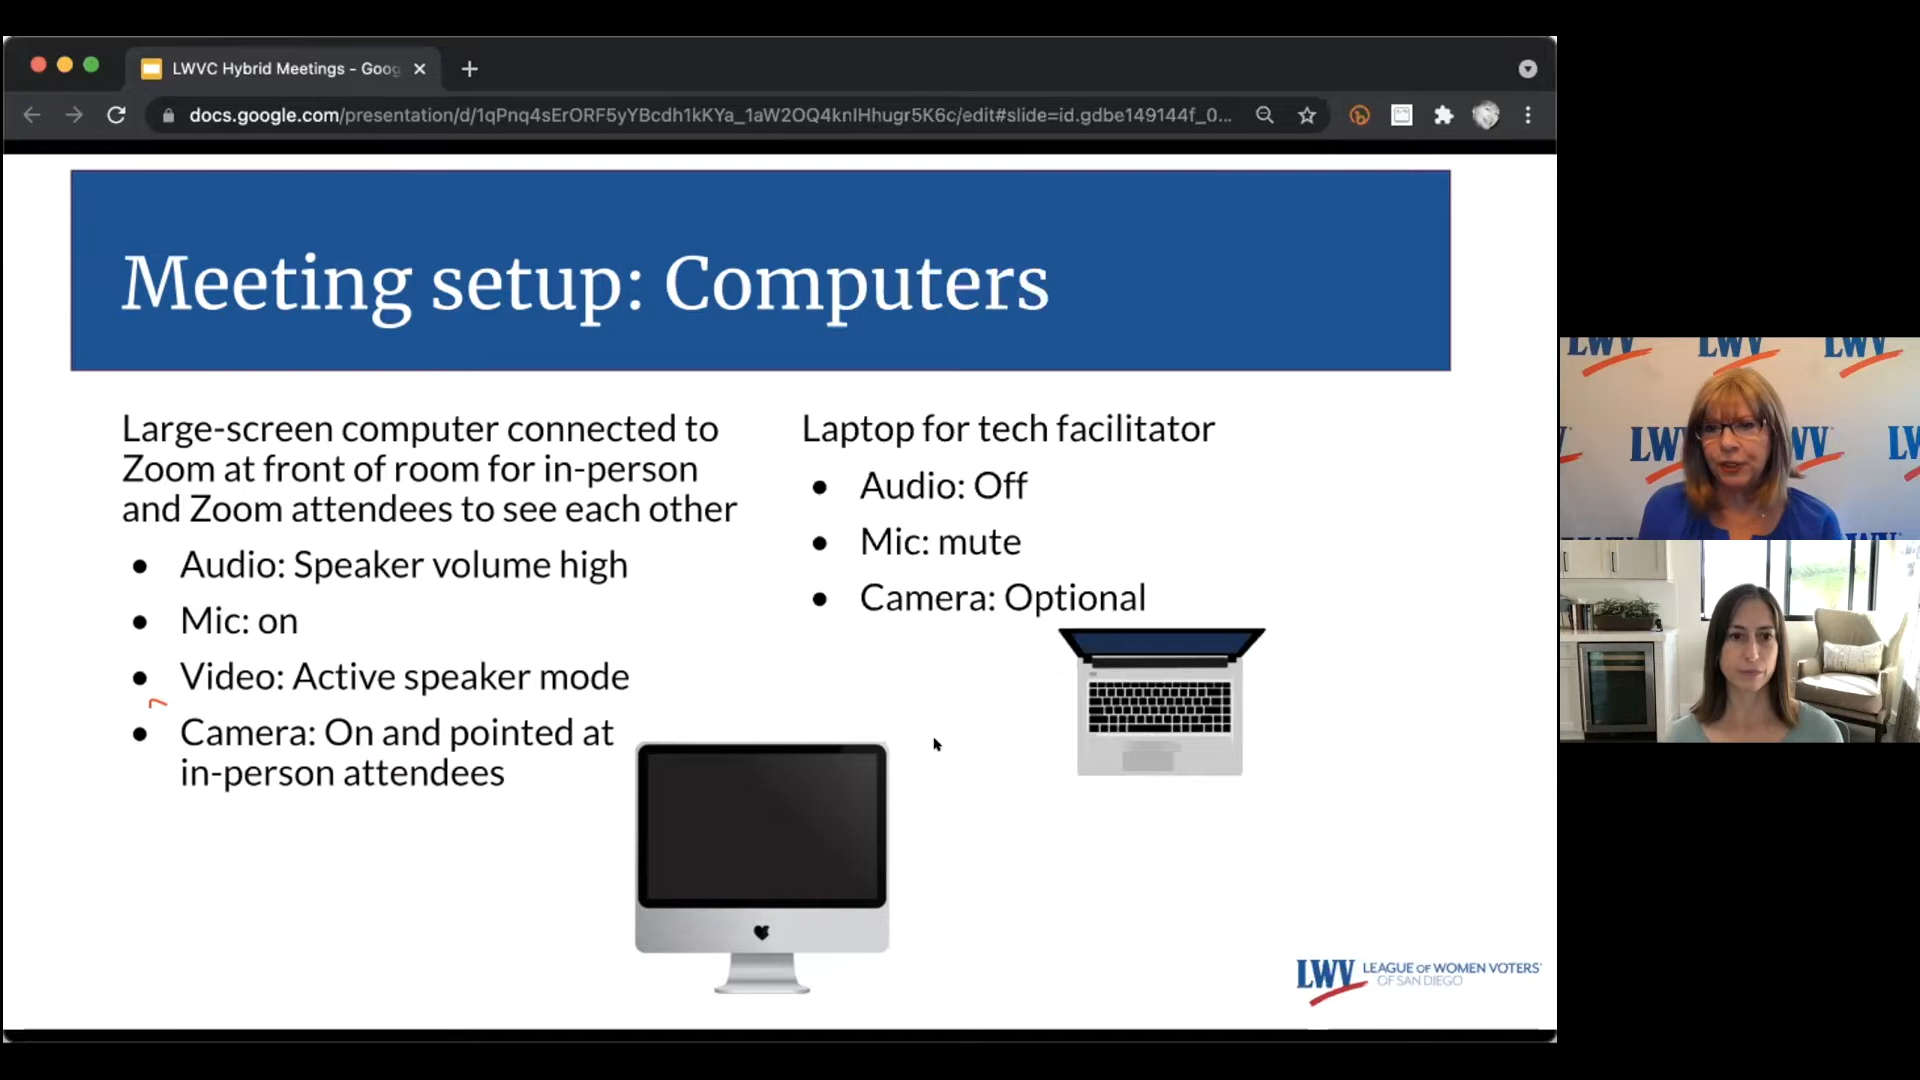 LWVC Hybrid Meetings - Goog
docs.google.com/presentation/d/1qPnq4sErORF5yYBcdh1kKYa_1aW2OQ4knIHhugr5K6c/edit#slide=id.gdbe149144f_0...
Meeting setup: Computers
Large-screen computer connected to
Zoom at front of room for in-person
and Zoom attendees to see each other
Audio: Speaker volume high
Mic: on
Video: Active speaker mode
Camera: On and pointed at
in-person attendees
Laptop for tech facilitator
Audio: Off
Mic: mute
Camera: Optional
LWV LEAGUE OF WOMEN VOTERS®
OF SAN DIEGO
LWV LWV LWV
LW WV LW